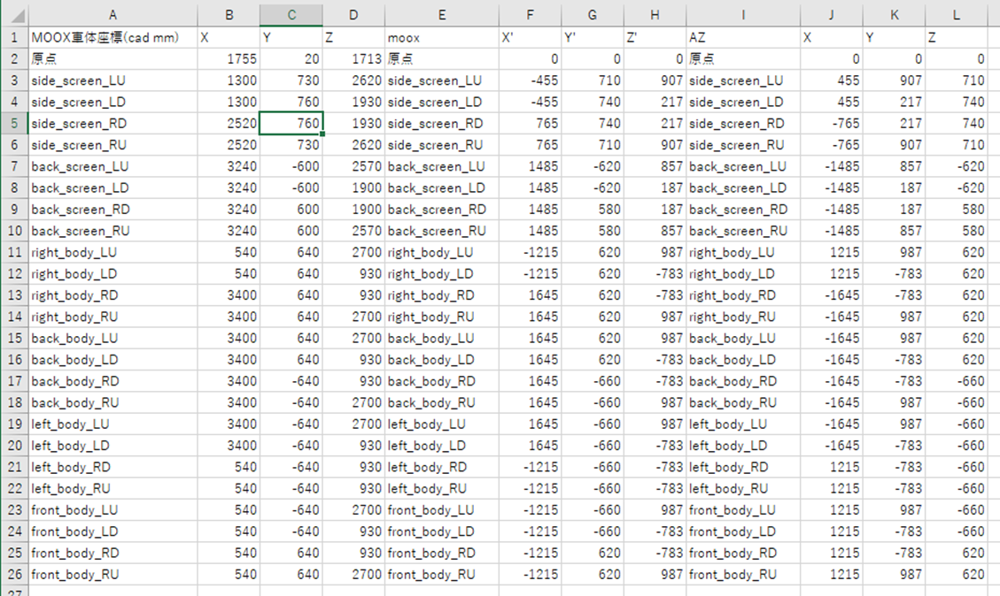 A B C D E F G H I J K L
1 MOOX車体座標(cad mm) X Y Z moox X' Y' Z' AZ X Y Z
2 原点 1755 20 1713 原点 0 0 0 原点 0 0 0
3 side_screen_LU 1300 730 2620 side_screen_LU -455 710 907 side_screen_LU 455 907 710
4 side_screen_LD 1300 760 1930 side_screen_LD -455 740 217 side_screen_LD 455 217 740
5 side_screen_RD 2520 760 1930 side_screen_RD 765 740 217 side_screen_RD -765 217 740
6 side_screen_RU 2520 730 2620 side_screen_RU 765 710 907 side_screen_RU -765 907 710
7 back_screen_LU 3240 -600 2570 back_screen_LU 1485 -620 857 back_screen_LU -1485 857 -620
8 back_screen_LD 3240 -600 1900 back_screen_LD 1485 -620 187 back_screen_LD -1485 187 -620
9 back_screen_RD 3240 600 1900 back_screen_RD 1485 580 187 back_screen_RD -1485 187 580
10 back_screen_RU 3240 600 2570 back_screen_RU 1485 580 857 back_screen_RU -1485 857 580
11 right_body_LU 540 640 2700 right_body_LU -1215 620 987 right_body_LU 1215 987 620
12 right_body_LD 540 640 930 right_body_LD -1215 620 -783 right_body_LD 1215 -783 620
13 right_body_RD 3400 640 930 right_body_RD 1645 620 -783 right_body_RD -1645 -783 620
14 right_body_RU 3400 640 2700 right_body_RU 1645 620 987 right_body_RU -1645 987 620
15 back_body_LU 3400 640 2700 back_body_LU 1645 620 987 back_body_LU -1645 987 620
16 back_body_LD 3400 640 930 back_body_LD 1645 620 -783 back_body_LD -1645 -783 620
17 back_body_RD 3400 -640 930 back_body_RD 1645 -660 -783 back_body_RD -1645 -783 -660
18 back_body_RU 3400 -640 2700 back_body_RU 1645 -660 987 back_body_RU -1645 987 -660
19 left_body_LU 3400 -640 2700 left_body_LU 1645 -660 987 left_body_LU -1645 987 -660
20 left_body_LD 3400 -640 930 left_body_LD 1645 -660 -783 left_body_LD -1645 -783 -660
21 left_body_RD 540 -640 930 left_body_RD -1215 -660 -783 left_body_RD 1215 -783 -660
22 left_body_RU 540 -640 930 left_body_RU -1215 -660 -783 left_body_RU 1215 -783 -660
23 front_body_LU 540 -640 2700 front_body_LU -1215 -660 987 front_body_LU 1215 987 -660
24 front_body_LD 540 -640 930 front_body_LD -1215 -660 -783 front_body_LD 1215 -783 -660
25 front_body_RD 540 640 930 front_body_RD -1215 620 -783 front_body_RD 1215 -783 620
26 front_body_RU 540 640 2700 front_body_RU -1215 620 987 front_body_RU 1215 987 620
27